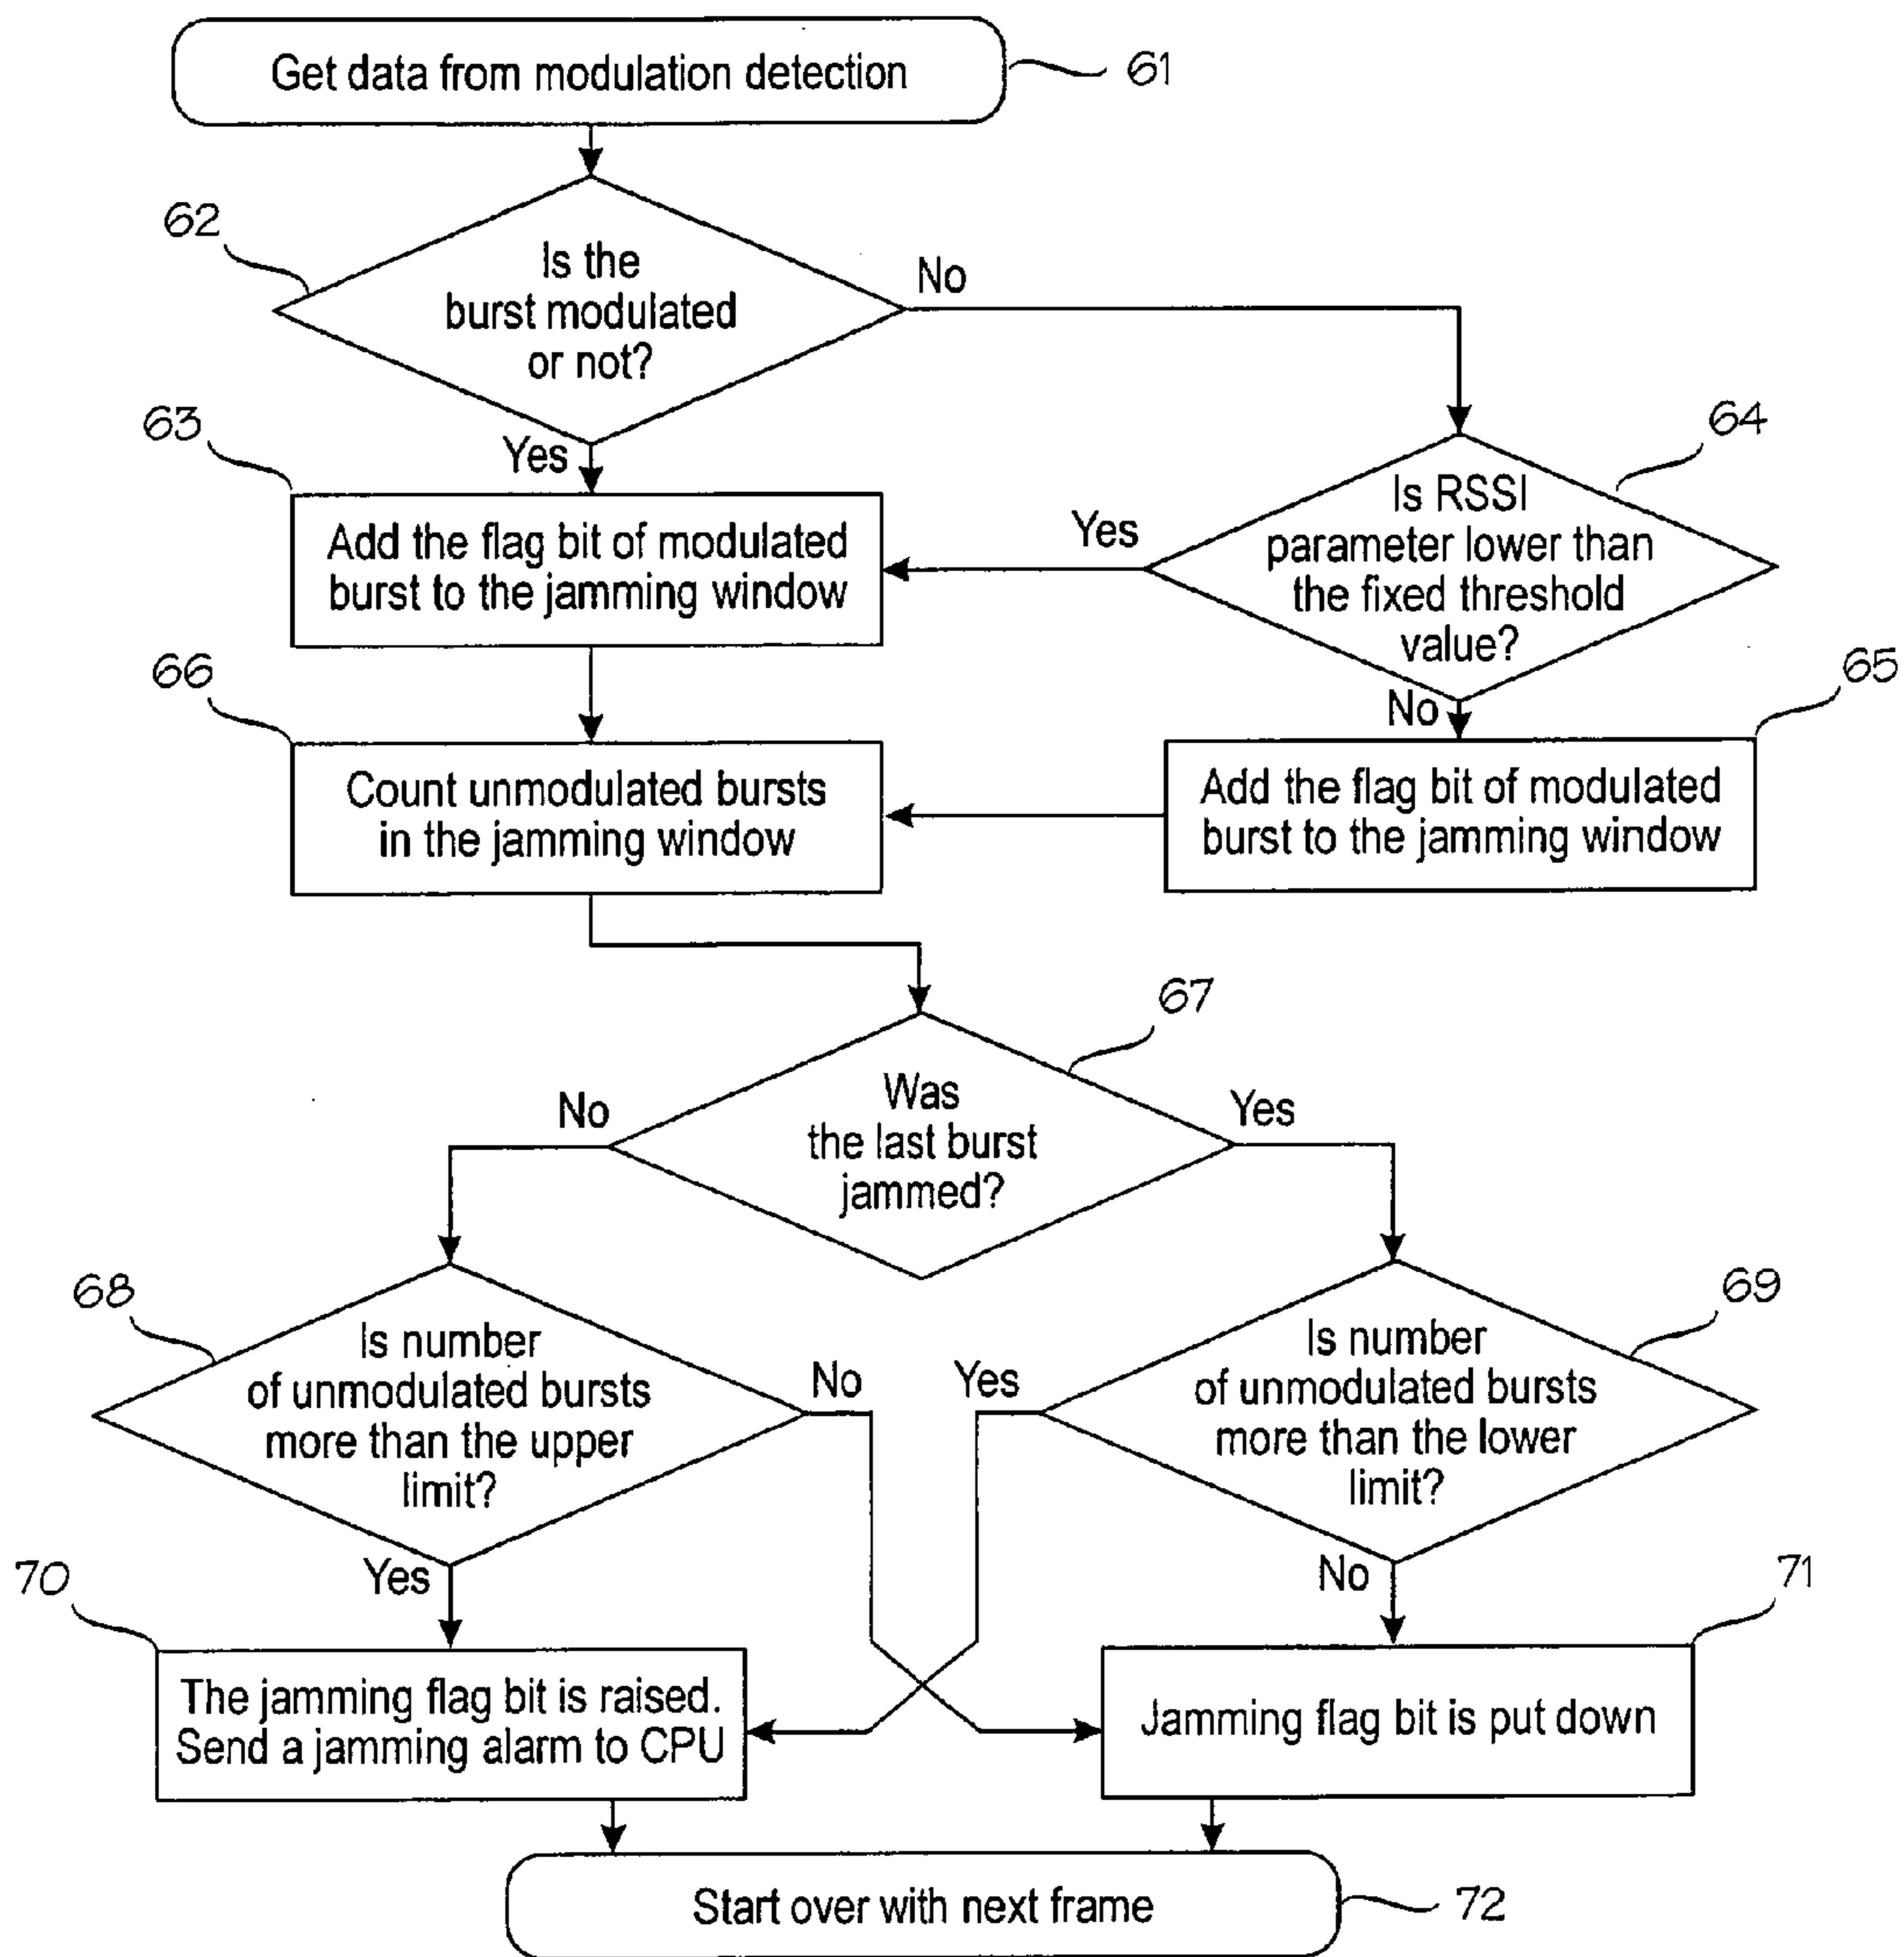 Get data from modulation detection
61
62
Is the
burst modulated
or not?
No
Yes
63
64
Is RSSI
parameter lower than
the fixed threshold
value?
Yes
Add the flag bit of modulated
burst to the jamming window
No
65
66
Count unmodulated bursts
in the jamming window
Add the flag bit of modulated
burst to the jamming window
67
Was
the last burst
jammed?
No
Yes
68
Is number
of unmodulated bursts
more than the upper
limit?
No
Yes
69
Is number
of unmodulated bursts
more than the lower
limit?
Yes
No
70
The jamming flag bit is raised.
Send a jamming alarm to CPU
71
Jamming flag bit is put down
Start over with next frame
72